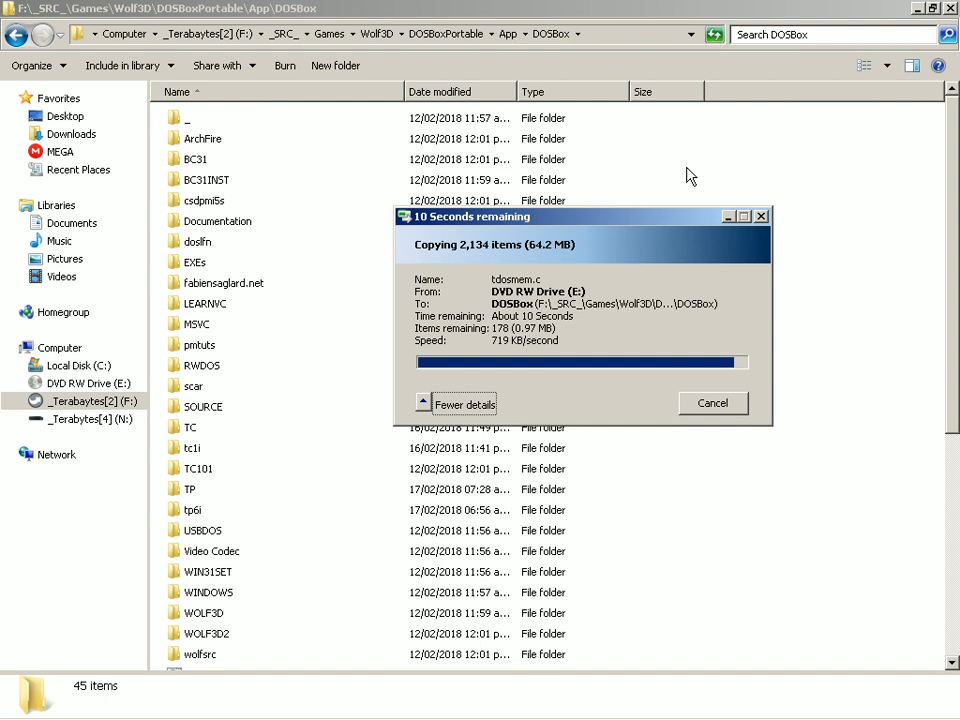 F:\_SRC_\Games\Wolf3D\DOSBoxPortable\App\DOSBox
Computer _Terabaytes[2] (F:) _SRC_ Games Wolf3D DOSBoxPortable App DOSBox Search DOSBox
Organize Include in library Share with Burn New folder
Name Date modified Type Size
Favorites
Desktop
Downloads
MEGA
Recent Places
Libraries
Documents
Music
Pictures
Videos
Homegroup
Computer
Local Disk (C:)
DVD RW Drive (E:)
_Terabaytes[2] (F:)
_Terabytes[4] (N:)
Network
_ 12/02/2018 11:57 a... File folder
ArchFire 12/02/2018 12:01 p... File folder
BC31 12/02/2018 12:01 p... File folder
BC31INST 12/02/2018 11:59 a... File folder
csdpmi5s 12/02/2018 12:01 p... File folder
Documentation
doslfn
EXEs
fabiensaglard.net
LEARNVC
MSVC
pmtuts
RWDOS
scar
SOURCE
TC 16/02/2018 11:49 p... File folder
tc1i 16/02/2018 11:41 p... File folder
TC101 12/02/2018 12:01 p... File folder
TP 17/02/2018 07:28 a... File folder
tp6i 17/02/2018 06:56 a... File folder
USBDOS 12/02/2018 11:56 a... File folder
Video Codec 12/02/2018 11:56 a... File folder
WIN31SET 12/02/2018 11:56 a... File folder
WINDOWS 12/02/2018 11:56 a... File folder
WOLF3D 12/02/2018 11:59 a... File folder
WOLF3D2 12/02/2018 12:01 p... File folder
wolfsrc 12/02/2018 12:01 p... File folder
10 Seconds remaining
Copying 2,134 items (64.2 MB)
Name: tdosmem.c
From: DVD RW Drive (E:)
To: DOSBox (F:\_SRC_\Games\Wolf3D\D...\DOSBox)
Time remaining: About 10 Seconds
Items remaining: 178 (0.97 MB)
Speed: 719 KB/second
Fewer details Cancel
45 items